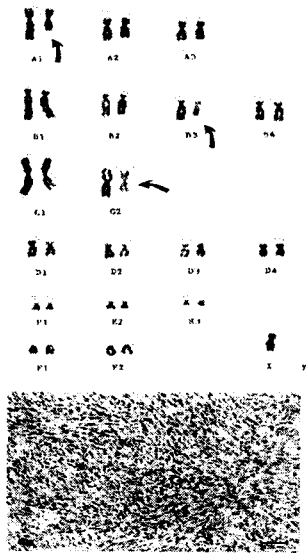 A1 A2 A3
B1 B2 B3 B4
C1 C2
D1 D2 D3 D4
E1 E2 E3
F1 F2 X y